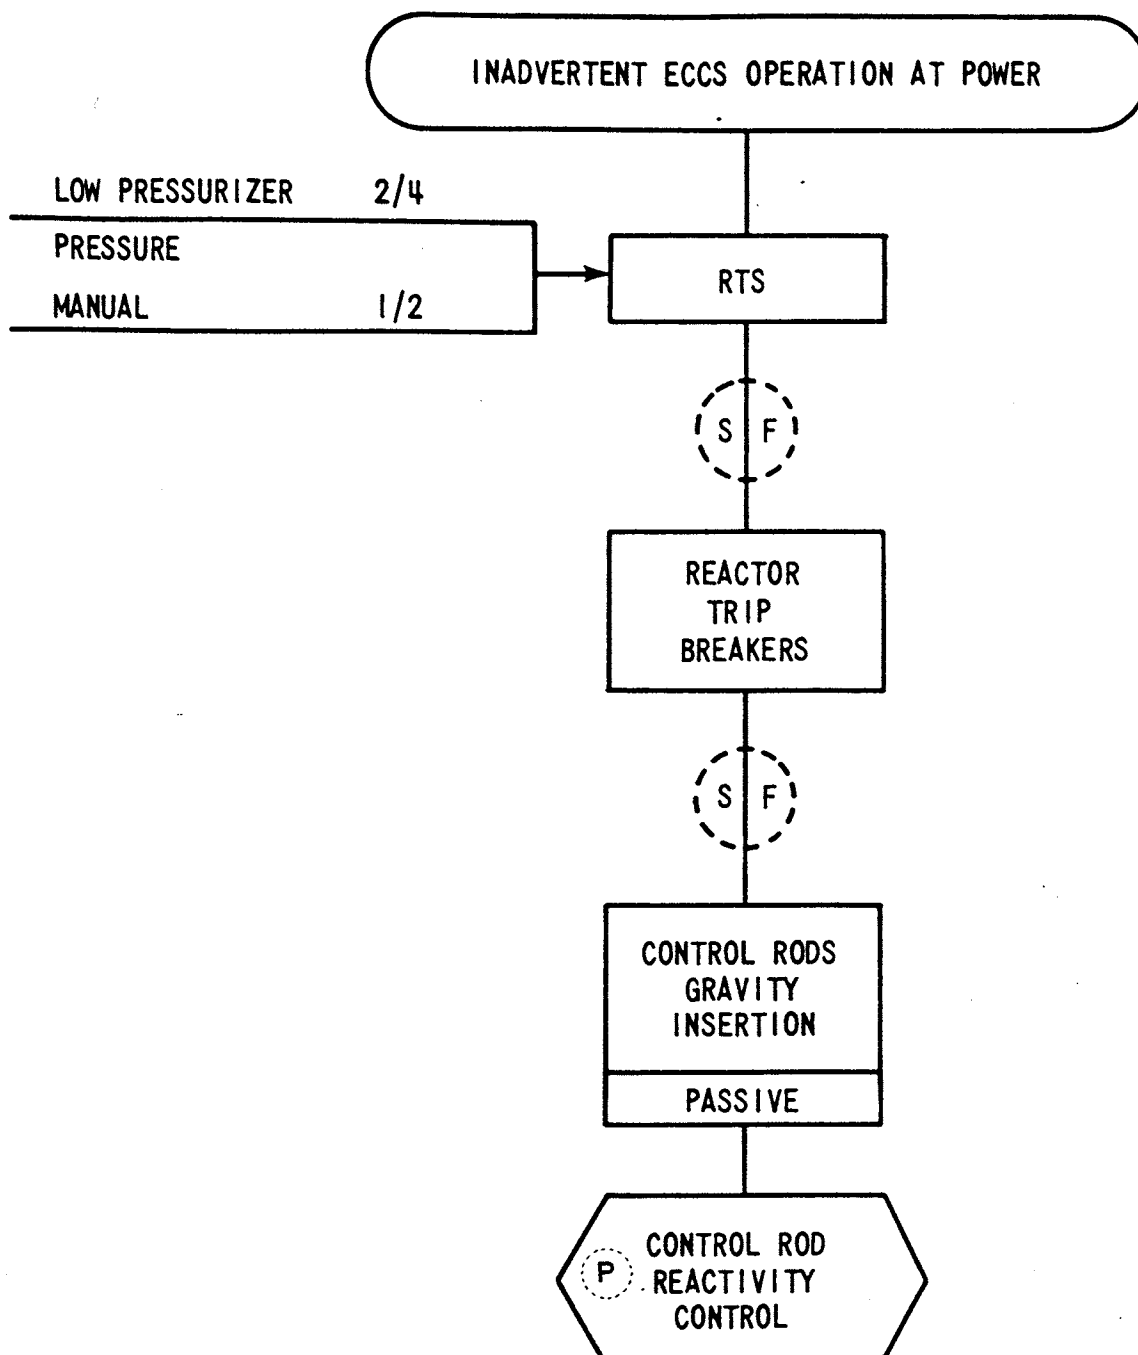 INADVERTENT ECCS OPERATION AT POWER
LOW PRESSURIZER 2/4
PRESSURE
MANUAL 1/2
RTS
S F
REACTOR
TRIP
BREAKERS
S F
CONTROL RODS
GRAVITY
INSERTION
PASSIVE
CONTROL ROD
P
REACTIVITY
CONTROL